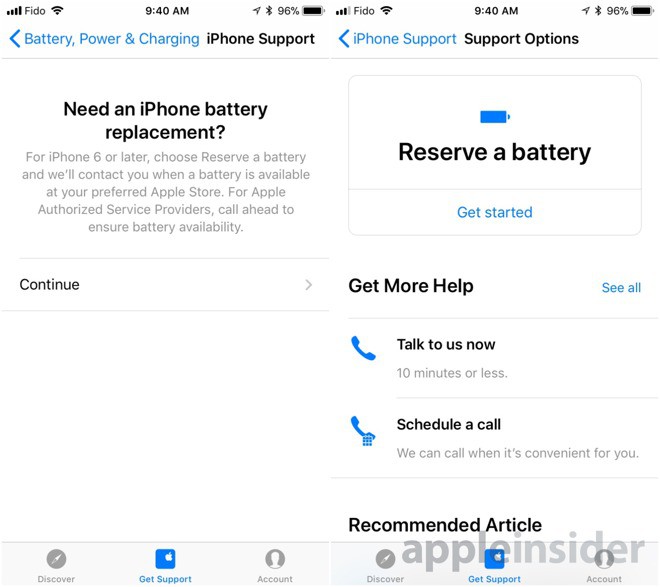 Fido 9:40 AM 96%
Battery, Power & Charging iPhone Support
Need an iPhone battery
replacement?
For iPhone 6 or later, choose Reserve a battery
and we'll contact you when a battery is available
at your preferred Apple Store. For Apple
Authorized Service Providers, call ahead to
ensure battery availability.
Continue
Discover Get Support Account
Fido 9:40 AM 96%
iPhone Support Support Options
Reserve a battery
Get started
Get More Help See all
Talk to us now
10 minutes or less.
Schedule a call
We can call when it's convenient for you.
Recommended Article
appleinsider
Discover Get Support Account